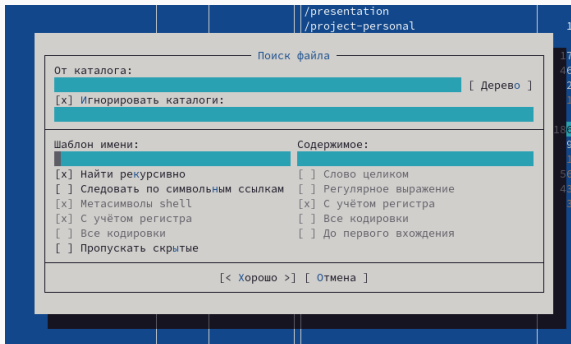 /presentation
/project-personal
Поиск файла
От каталога:
[ Дерево ]
[x] Игнорировать каталоги:
Шаблон имени:
Содержимое:
[x] Найти рекурсивно
[ ] Следовать по символьным ссылкам
[x] Метасимволы shell
[x] С учётом регистра
[ ] Все кодировки
[ ] Пропускать скрытые
[ ] Слово целиком
[ ] Регулярное выражение
[x] С учётом регистра
[ ] Все кодировки
[ ] До первого вхождения
[< Хорошо >] [ Отмена ]